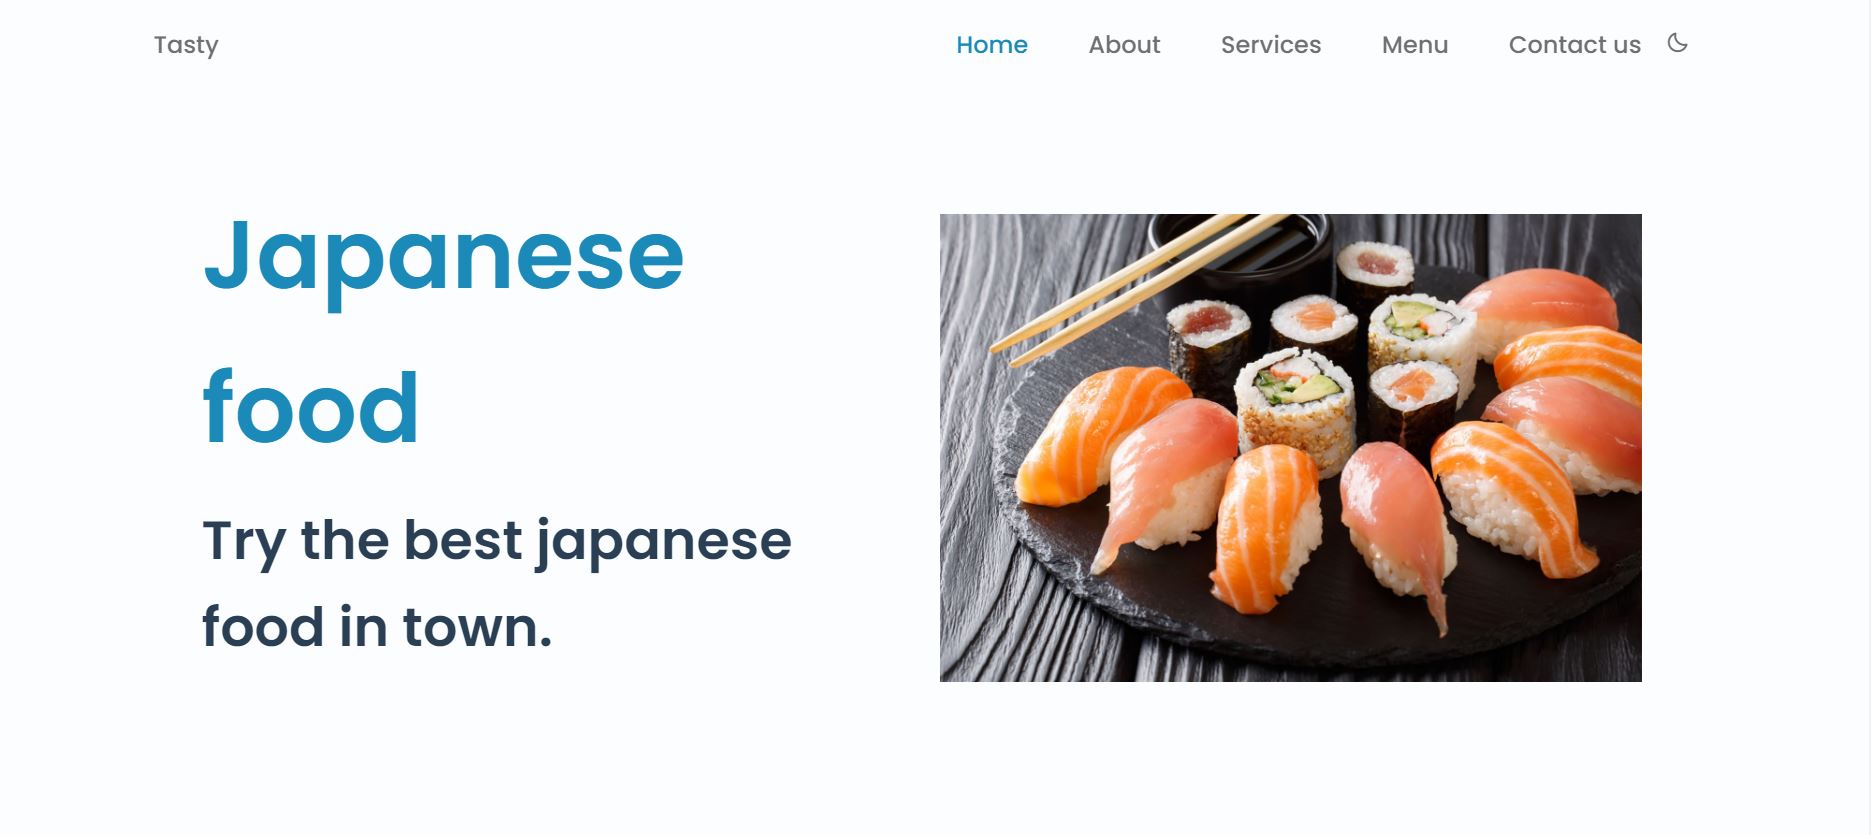 Tasty
Home About Services Menu Contact us
Japanese
food
Try the best japanese
food in town.